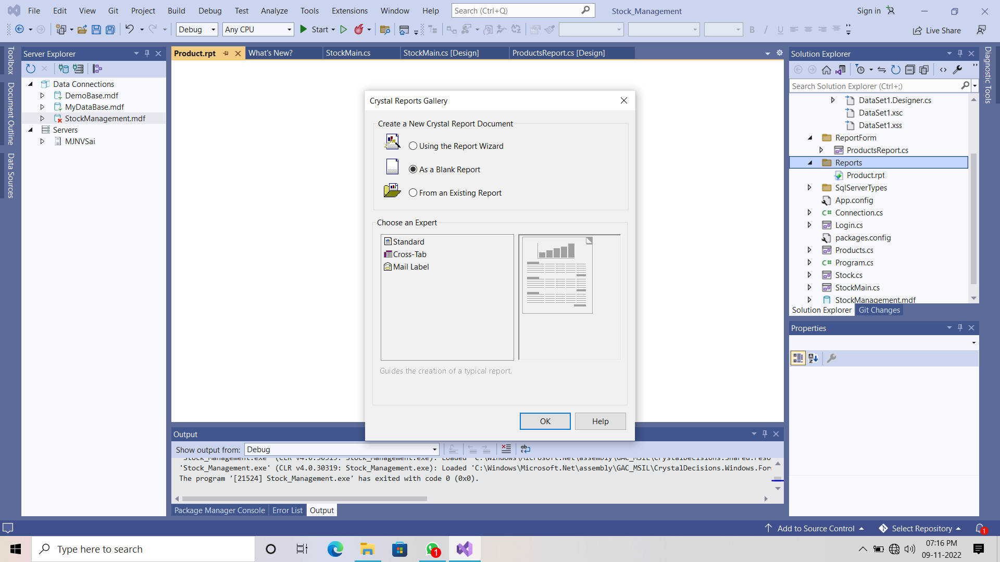 File Edit View Git Project Build Debug Test Analyze Tools Extensions Window Help Search (Ctrl+Q) Stock_Management Sign in
Debug Any CPU Start Live Share
Toolbox
Document Outline
Data Sources
Server Explorer
Data Connections
DemoBase.mdf
MyDataBase.mdf
StockManagement.mdf
Servers
MJNVSai
Product.rpt What's New? StockMain.cs StockMain.cs [Design] ProductsReport.cs [Design]
Crystal Reports Gallery
Create a New Crystal Report Document
Using the Report Wizard
As a Blank Report
From an Existing Report
Choose an Expert
Standard
Cross-Tab
Mail Label
Guides the creation of a typical report.
OK Help
Output
Show output from: Debug
'Stock_Management.exe' (CLR v4.0.30319: Stock_Management.exe): Loaded 'C:\Windows\Microsoft.Net\assembly\GAC_MSIL\CrystalDecisions.Shared.reso
'Stock_Management.exe' (CLR v4.0.30319: Stock_Management.exe): Loaded 'C:\Windows\Microsoft.Net\assembly\GAC_MSIL\CrystalDecisions.Windows.For
The program '[21524] Stock_Management.exe' has exited with code 0 (0x0).
Package Manager Console Error List Output
Solution Explorer
Search Solution Explorer (Ctrl+;)
DataSet1.Designer.cs
DataSet1.xsc
DataSet1.xss
ReportForm
ProductsReport.cs
Reports
Product.rpt
SqlServerTypes
App.config
C# Connection.cs
Login.cs
packages.config
Products.cs
C# Program.cs
Stock.cs
StockMain.cs
StockManagement.mdf
Solution Explorer Git Changes
Properties
Diagnostic Tools
Add to Source Control Select Repository 1
Type here to search 1
07:16 PM
09-11-2022